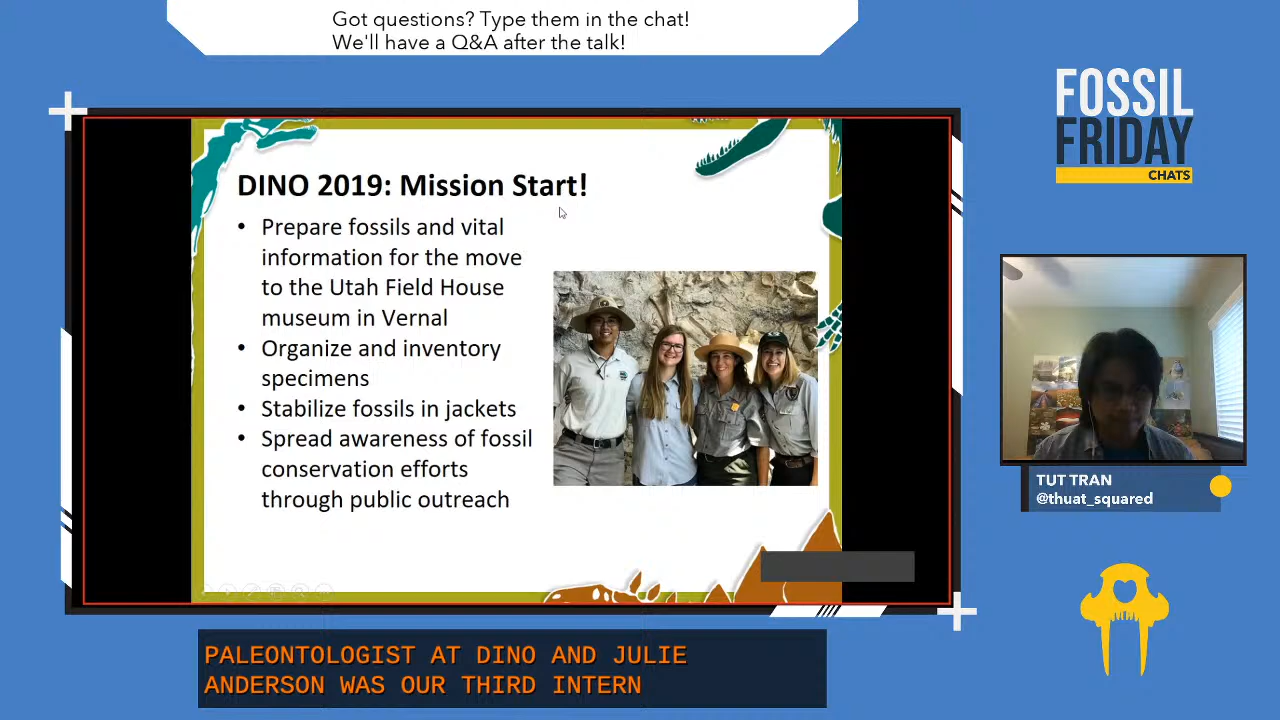 Got questions? Type them in the chat!
We'll have a Q&A after the talk!
FOSSIL
FRIDAY
CHATS
DINO 2019: Mission Start!
• Prepare fossils and vital
information for the move
to the Utah Field House
museum in Vernal
• Organize and inventory
specimens
• Stabilize fossils in jackets
• Spread awareness of fossil
conservation efforts
through public outreach
TUT TRAN
@thuat_squared
PALEONTOLOGIST AT DINO AND JULIE
ANDERSON WAS OUR THIRD INTERN